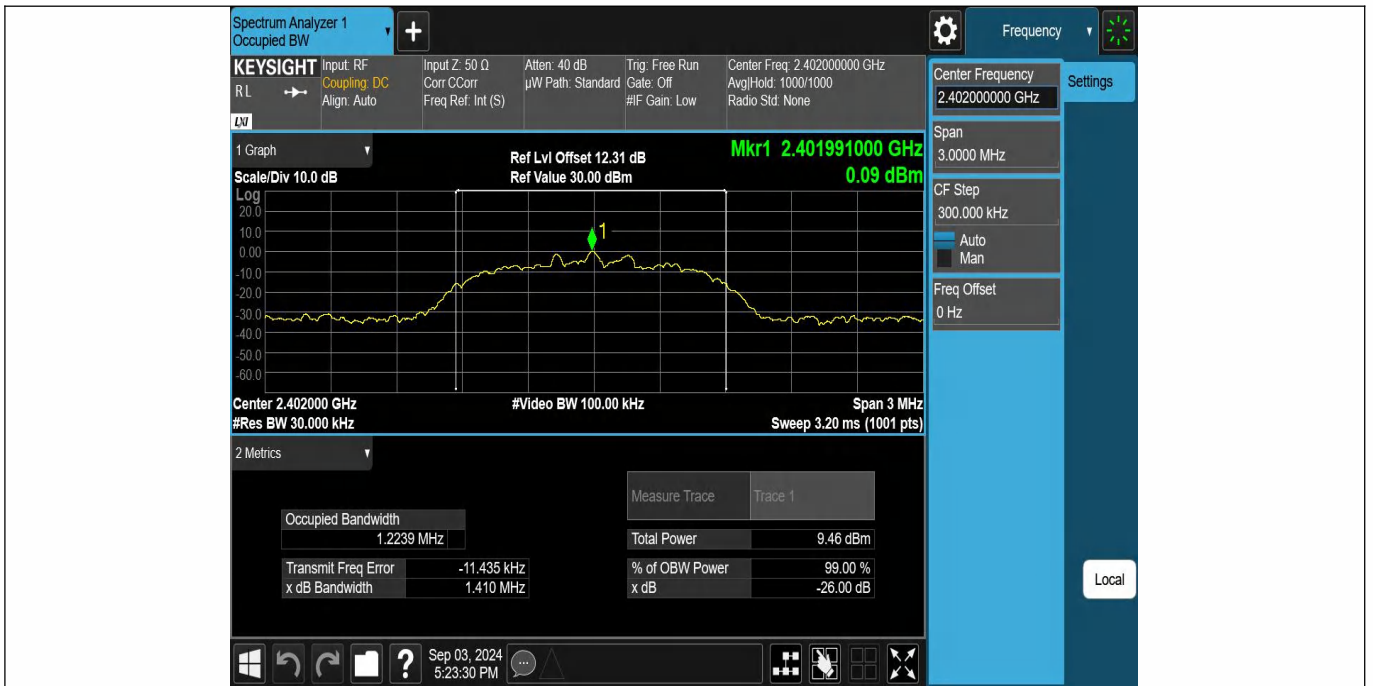 Spectrum Analyzer 1
Occupied BW
+
Frequency
KEYSIGHT
RL
LXI
Input: RF
Coupling: DC
Align: Auto
Input Z: 50 Ω
Corr CCorr
Freq Ref: Int (S)
Atten: 40 dB
µW Path: Standard
Trig: Free Run
Gate: Off
#IF Gain: Low
Center Freq: 2.402000000 GHz
Avg|Hold: 1000/1000
Radio Std: None
Center Frequency
2.402000000 GHz
Settings
Span
3.0000 MHz
CF Step
300.000 kHz
Auto
Man
Freq Offset
0 Hz
Local
1 Graph
Scale/Div 10.0 dB
Ref Lvl Offset 12.31 dB
Ref Value 30.00 dBm
Mkr1 2.401991000 GHz
0.09 dBm
Log
20.0
10.0
0.00
-10.0
-20.0
-30.0
-40.0
-50.0
-60.0
1
Center 2.402000 GHz
#Res BW 30.000 kHz
#Video BW 100.00 kHz
Span 3 MHz
Sweep 3.20 ms (1001 pts)
2 Metrics
Measure Trace Trace 1
Occupied Bandwidth
1.2239 MHz
Total Power 9.46 dBm
Transmit Freq Error -11.435 kHz
% of OBW Power 99.00 %
x dB Bandwidth 1.410 MHz
x dB -26.00 dB
?
Sep 03, 2024
5:23:30 PM